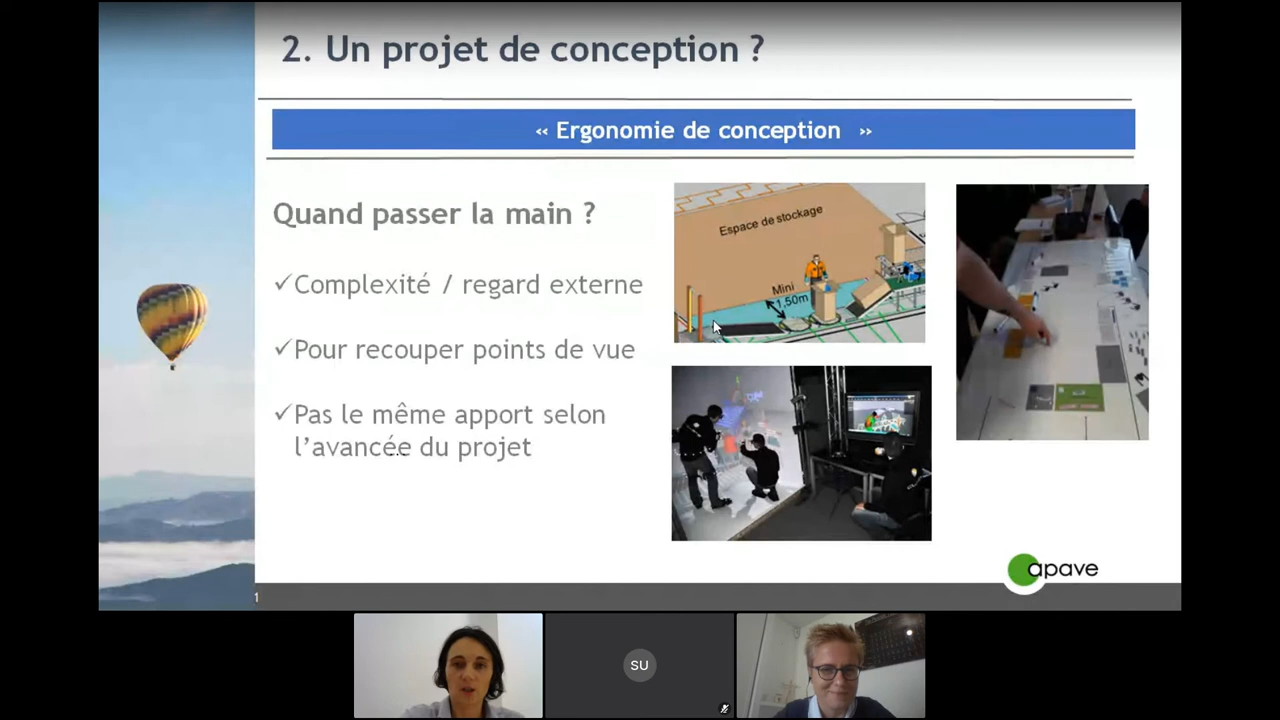 2. Un projet de conception ?
« Ergonomie de conception »
Quand passer la main ?
✓Complexité / regard externe
✓Pour recouper points de vue
✓Pas le même apport selon
l'avancée du projet
Espace de stockage
Mini
1,50m
apave
1
SU